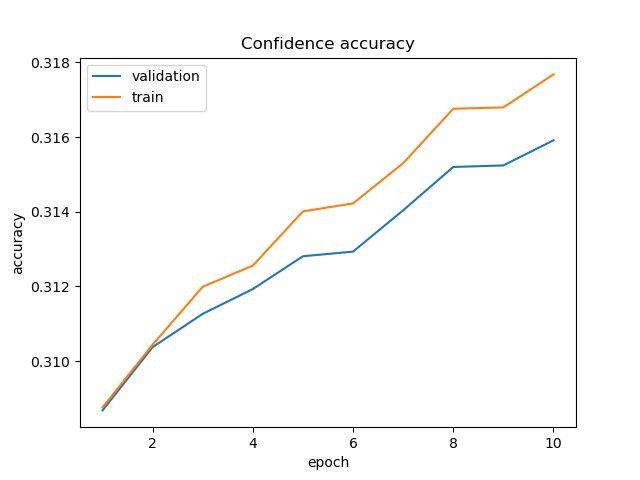 Confidence accuracy
validation
train
0.318
0.316
0.314
0.312
0.310
accuracy
2 4 6 8 10
epoch